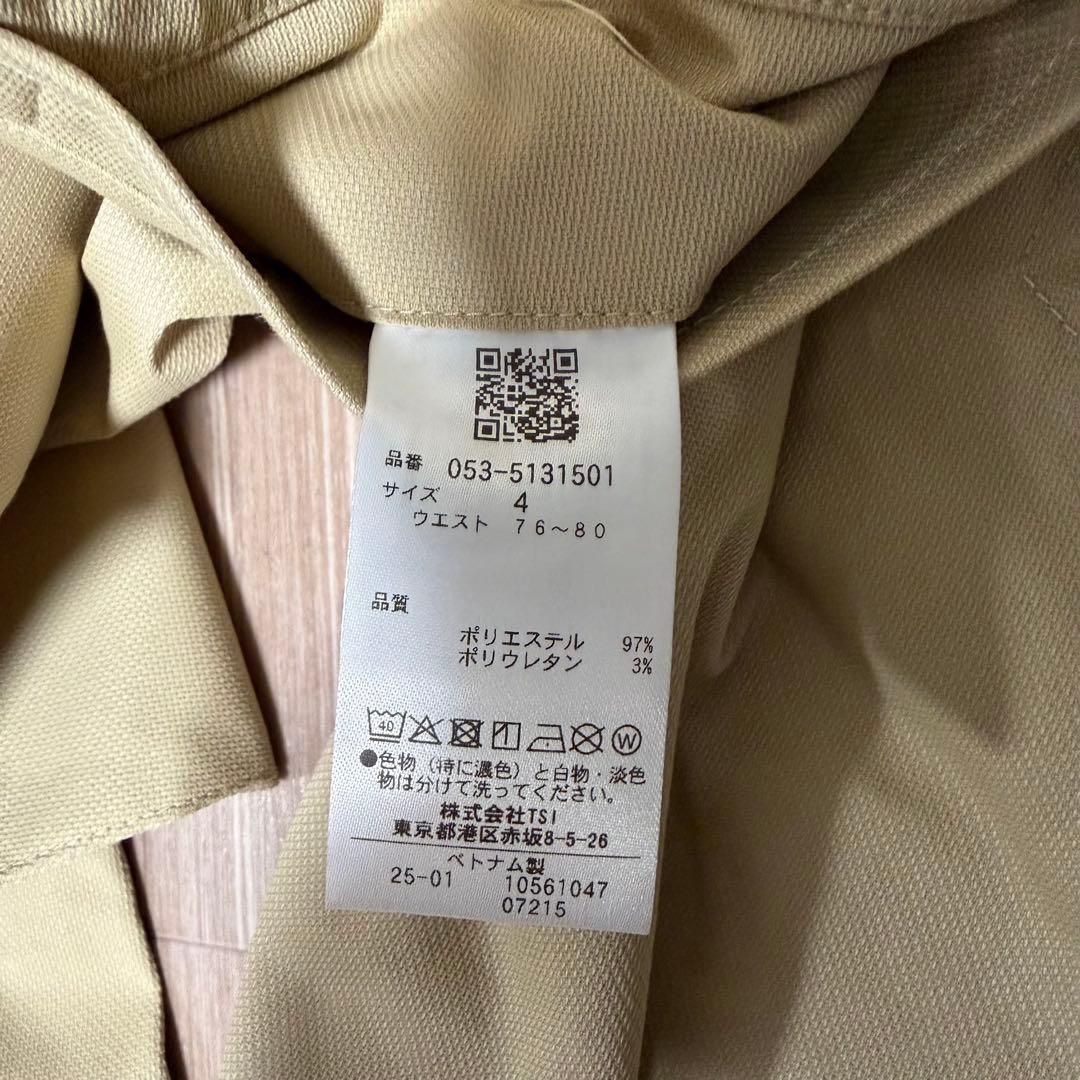 品番 053-5131501
サイズ 4
ウエスト 76〜80
品質
ポリエステル 97%
ポリウレタン 3%
40 W
●色物(特に濃色)と白物・淡色
物は分けて洗ってください。
株式会社TSI
東京都港区赤坂8-5-26
ベトナム製
25-01 10561047
07215